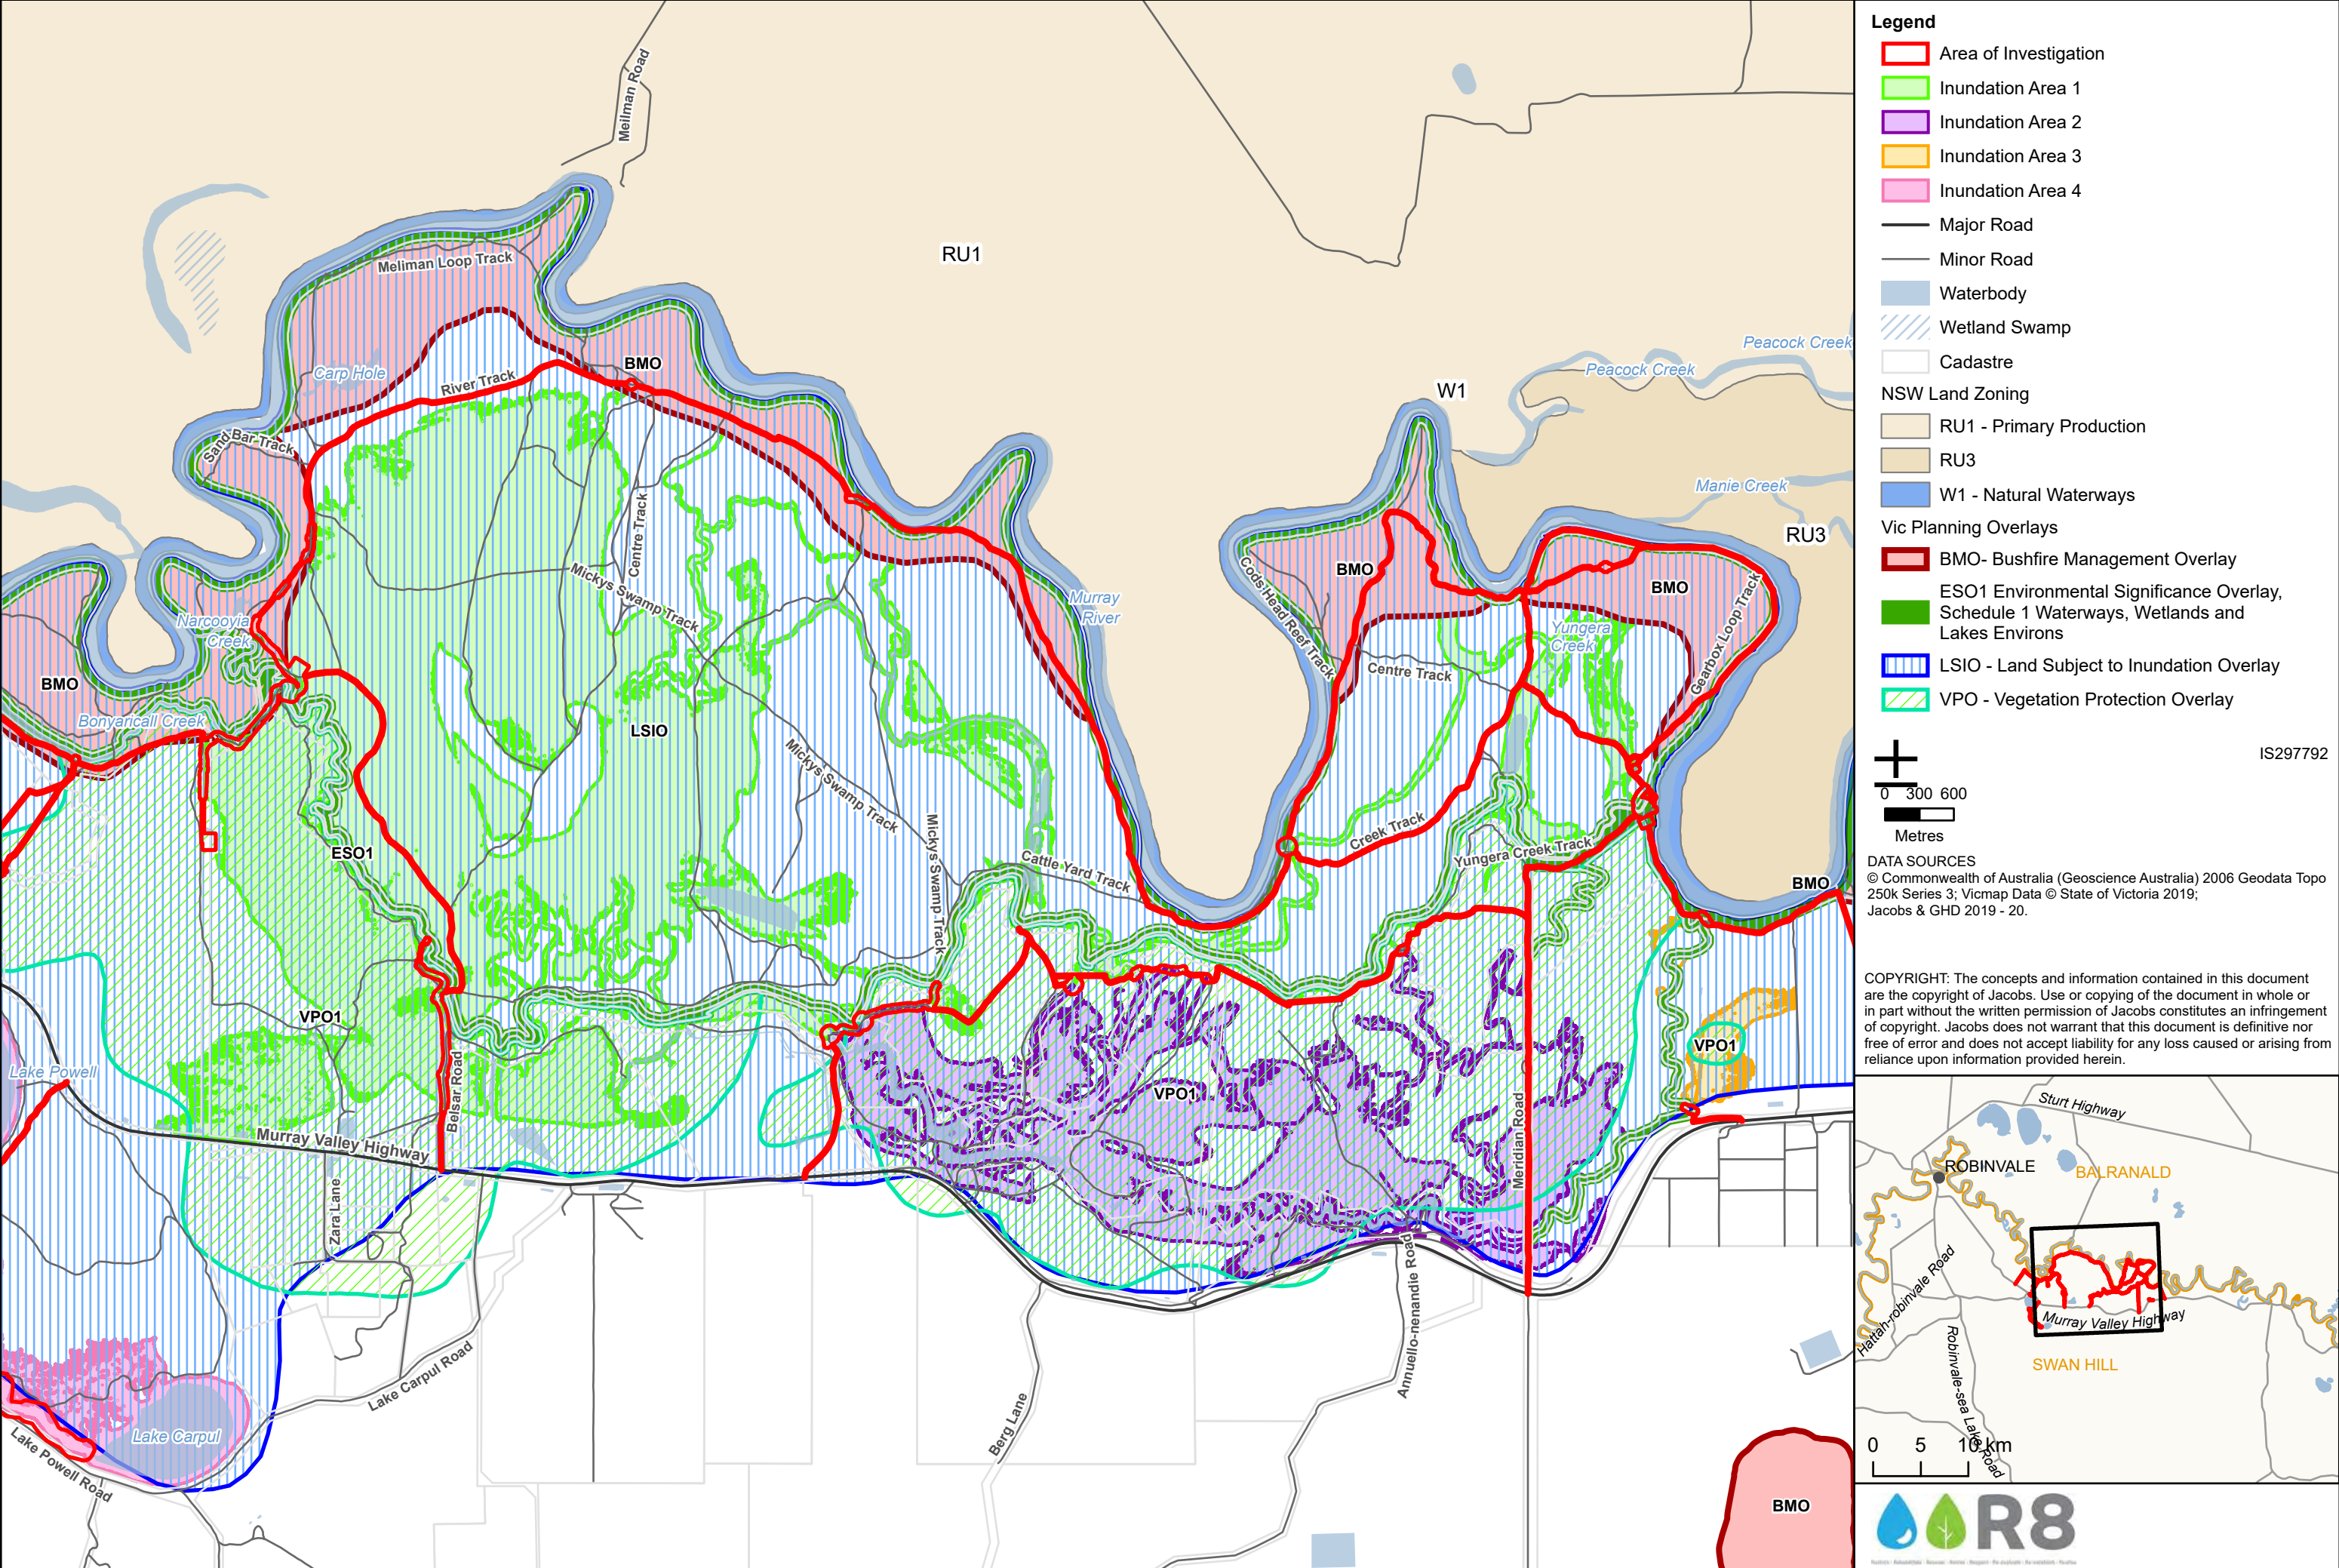 Meilman Road
Meliman Loop Track
RU1
Carp Hole
River Track
BMO
Sand Bar Track
W1
Peacock Creek
Peacock Creek
Manie Creek
RU3
Centre Track
Mickys Swamp Track
Murray
River
Cods Head Reef Track
BMO
BMO
Gearbox Loop Track
Yungera
Creek
Centre Track
Narcooyia
Creek
BMO
Bonyaricall Creek
LSIO
Mickys Swamp Track
Mickys Swamp Track
Cattle Yard Track
Creek Track
Yungera Creek Track
BMO
ESO1
VPO1
Lake Powell
Belsar Road
Murray Valley Highway
Zara Lane
VPO1
VPO1
Meridian Road
Annuello-nenandie Road
Berg Lane
Lake Carpul Road
Lake Carpul
Lake Powell Road
BMO
Legend
Area of Investigation
Inundation Area 1
Inundation Area 2
Inundation Area 3
Inundation Area 4
Major Road
Minor Road
Waterbody
Wetland Swamp
Cadastre
NSW Land Zoning
RU1 - Primary Production
RU3
W1 - Natural Waterways
Vic Planning Overlays
BMO- Bushfire Management Overlay
ESO1 Environmental Significance Overlay,
Schedule 1 Waterways, Wetlands and
Lakes Environs
LSIO - Land Subject to Inundation Overlay
VPO - Vegetation Protection Overlay
IS297792
0 300 600
Metres
DATA SOURCES
© Commonwealth of Australia (Geoscience Australia) 2006 Geodata Topo
250k Series 3; Vicmap Data © State of Victoria 2019;
Jacobs & GHD 2019 - 20.
COPYRIGHT: The concepts and information contained in this document
are the copyright of Jacobs. Use or copying of the document in whole or
in part without the written permission of Jacobs constitutes an infringement
of copyright. Jacobs does not warrant that this document is definitive nor
free of error and does not accept liability for any loss caused or arising from
reliance upon information provided herein.
Sturt Highway
ROBINVALE
BALRANALD
Hattah-robinvale Road
Murray Valley Highway
Robinvale-sea Lake Road
SWAN HILL
0 5 10 km
R8